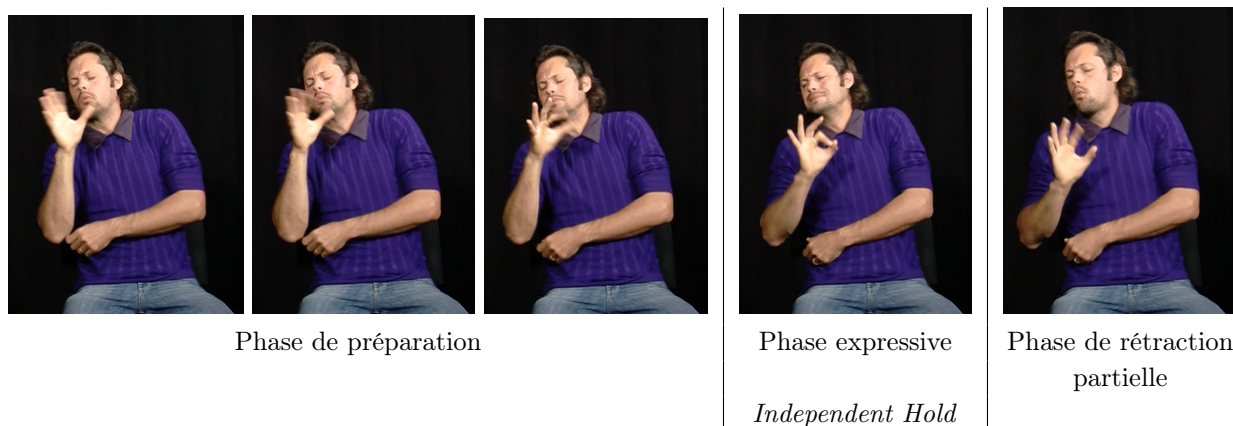 Phase de préparation
Phase expressive
Independent Hold
Phase de rétraction
partielle